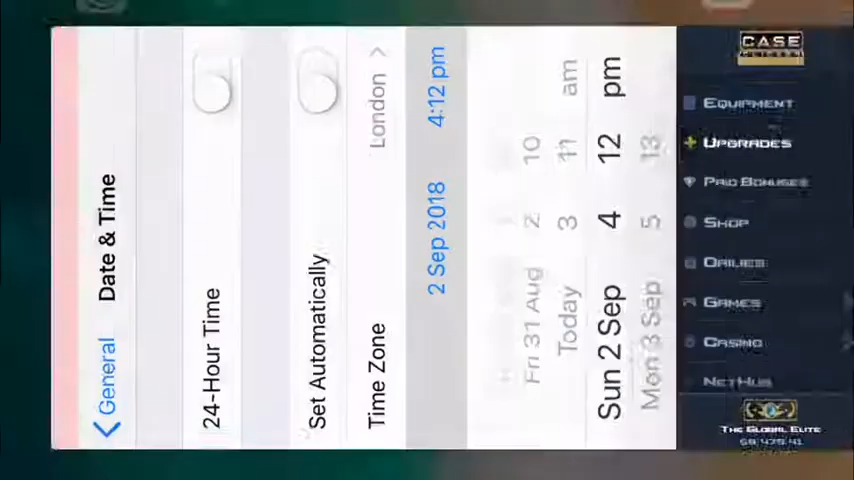 General
Date & Time
24-Hour Time
Set Automatically
Time Zone
London
2 Sep 2018
4:12 pm
10
Fri 31 Aug
2
Today
3
11
am
Sun 2 Sep
4
12
pm
Mon 3 Sep
5
13
CASE
EQUIPMENT
UPGRADES
PAID BONUSES
SHOP
DAILIES
GAMES
CASINO
NETHUB
THE GLOBAL ELITE